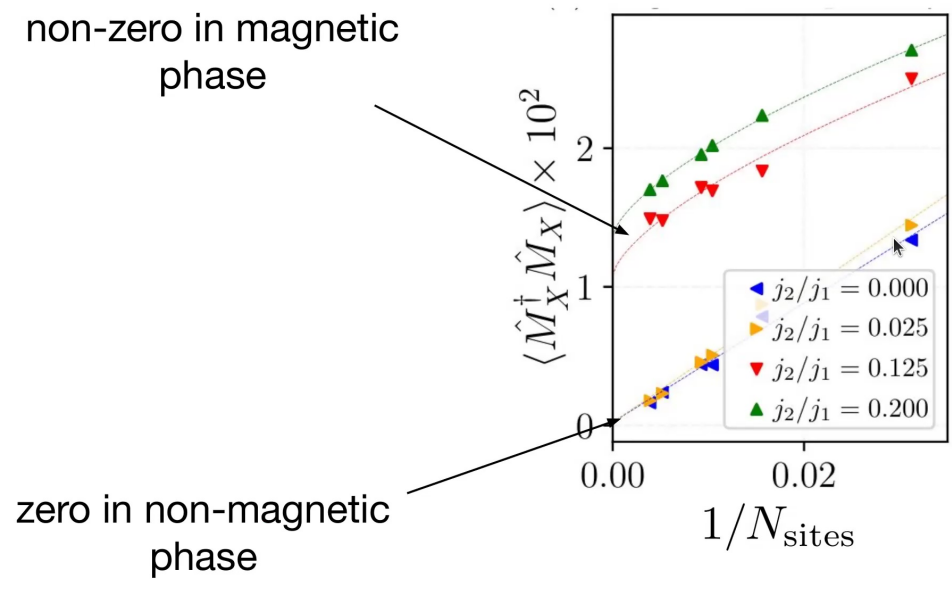 non-zero in magnetic
phase
⟨M̂†_X M̂_X⟩ × 10²
2
1
0
j₂/j₁ = 0.000
j₂/j₁ = 0.025
j₂/j₁ = 0.125
j₂/j₁ = 0.200
0.00 0.02
1/N_sites
zero in non-magnetic
phase